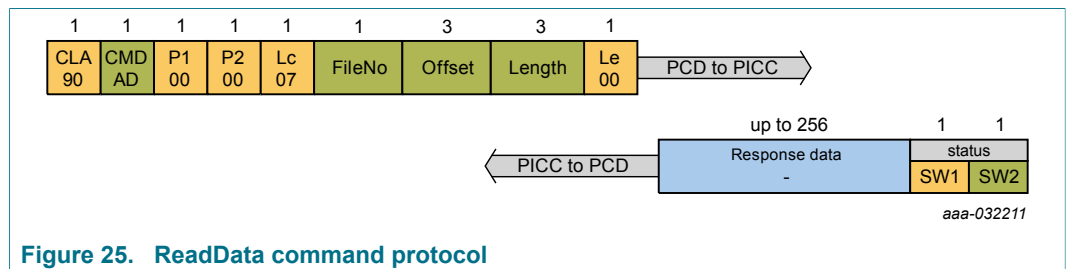 1 1 1 1 1 1 3 3 1
CLA CMD P1 P2 Lc FileNo Offset Length Le PCD to PICC
90 AD 00 00 07 00
up to 256 1 1
PICC to PCD Response data status
- SW1 SW2
aaa-032211
Figure 25. ReadData command protocol